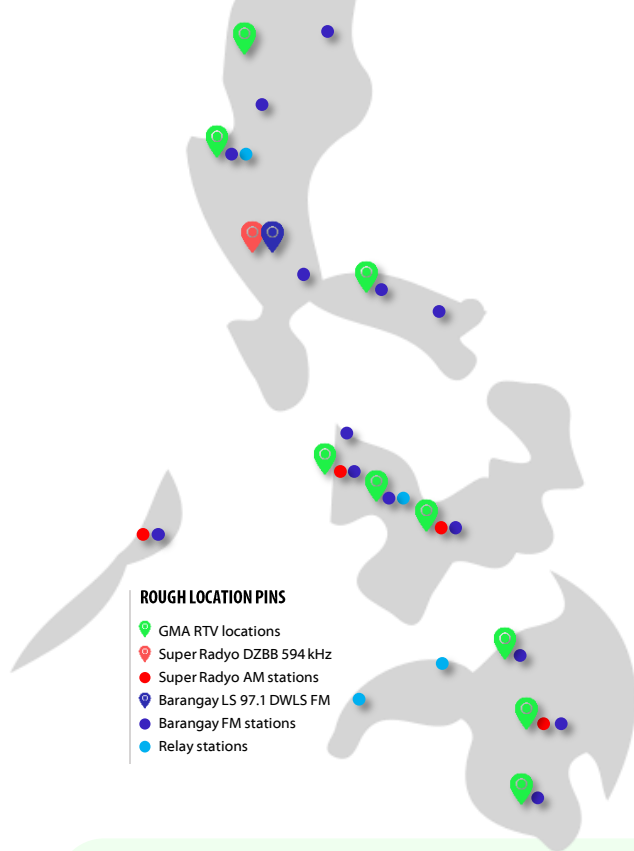 ROUGH LOCATION PINS
GMA RTV locations
Super Radyo DZBB 594 kHz
Super Radyo AM stations
Barangay LS 97.1 DWLS FM
Barangay FM stations
Relay stations